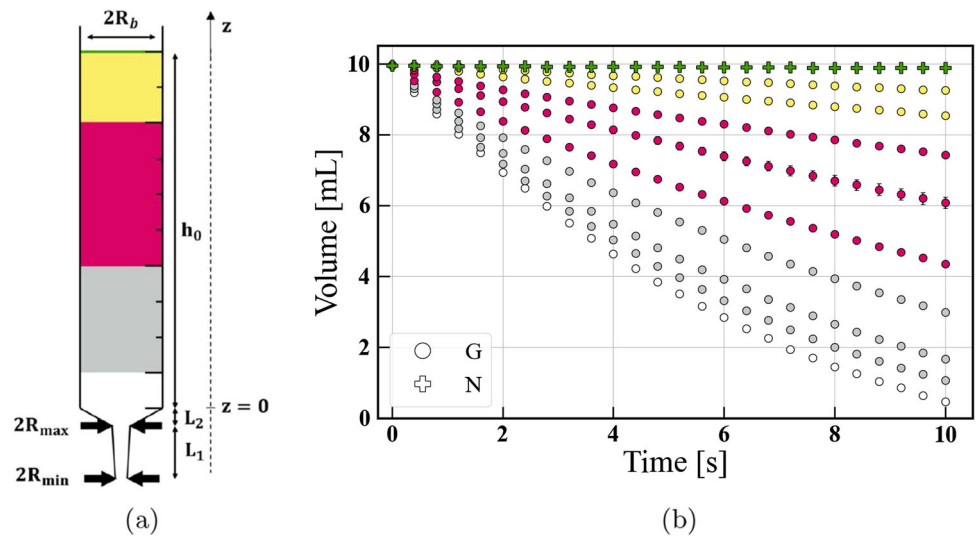 2R_b
z
h_0
z = 0
L_2
2R_max
L_1
2R_min
(a)
Volume [mL]
10
8
6
4
2
0
G
N
0 2 4 6 8 10
Time [s]
(b)